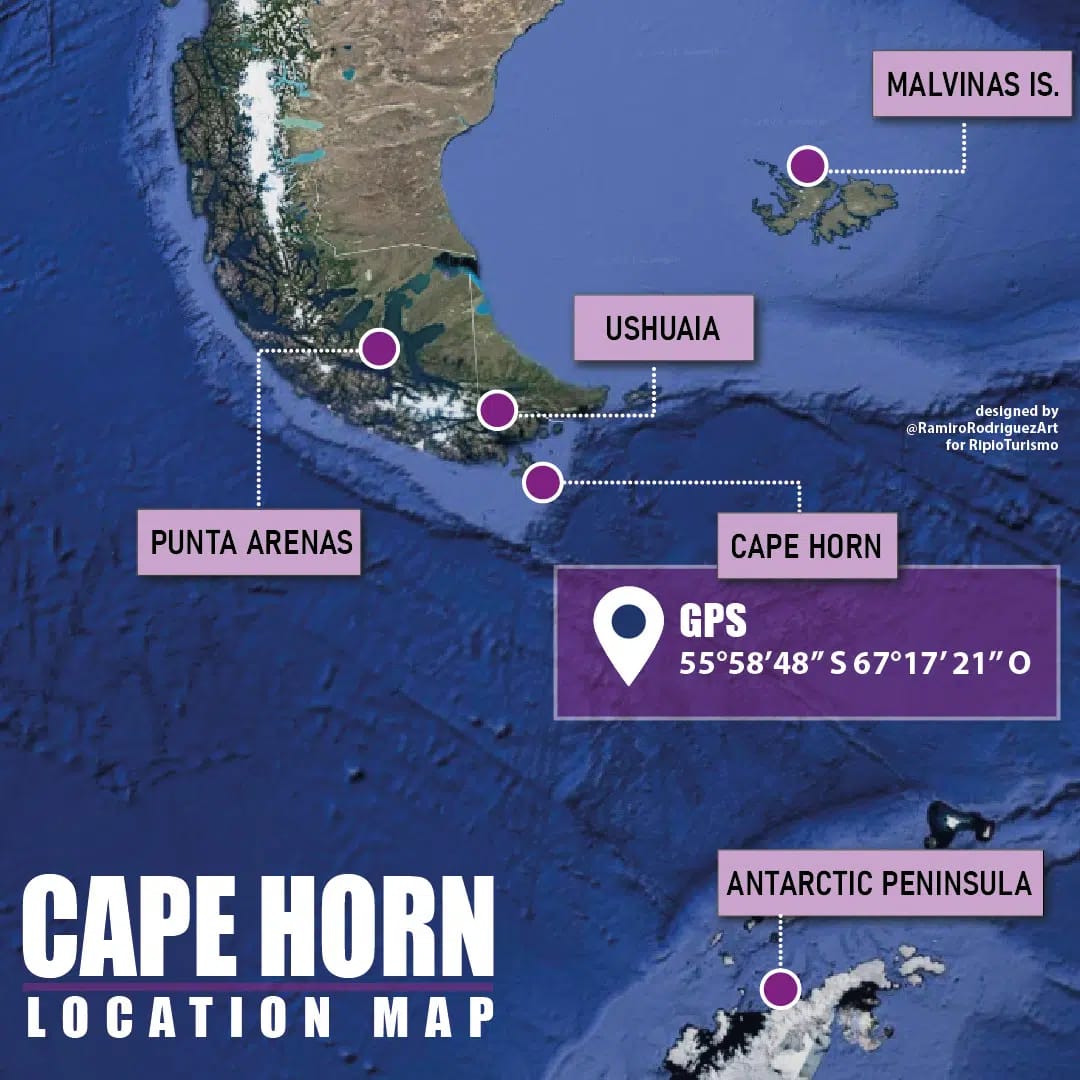 MALVINAS IS.
USHUAIA
designed by
@RamiroRodriguezArt
for RipioTurismo
PUNTA ARENAS
CAPE HORN
GPS
55°58’48” S 67°17’ 21” O
ANTARCTIC PENINSULA
CAPE HORN
LOCATION MAP